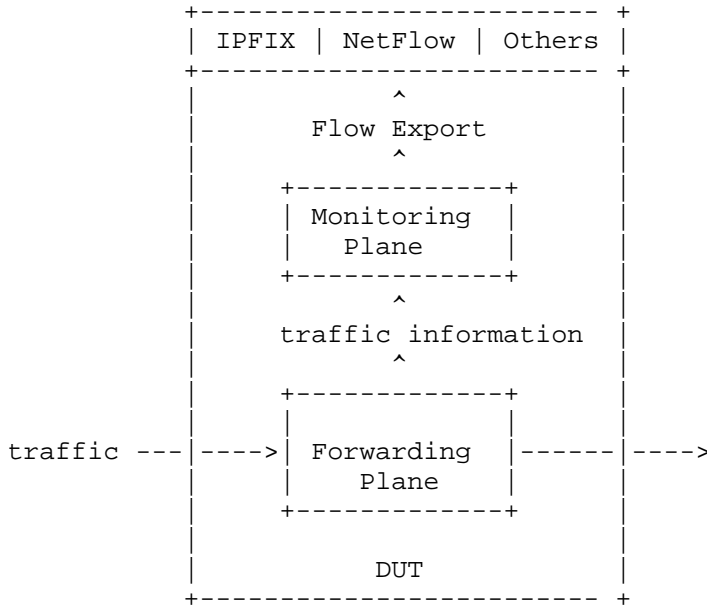 IPFIX | NetFlow | Others
Flow Export
Monitoring
Plane
traffic information
traffic
Forwarding
Plane
DUT